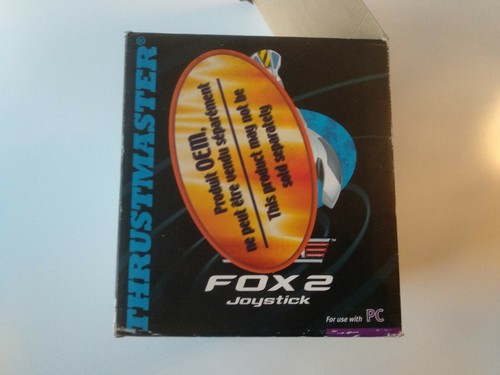 THRUSTMASTER®
Produit OEM,
ne peut être vendu séparément
This product may not be
sold separately
™
FOX 2
Joystick
For use with PC